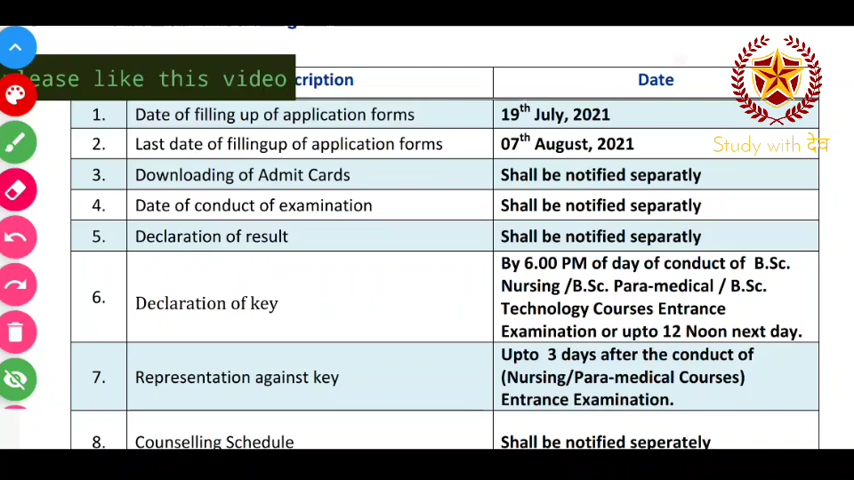 please like this video
cription Date
1. Date of filling up of application forms 19th July, 2021
2. Last date of fillingup of application forms 07th August, 2021
Study with देव
3. Downloading of Admit Cards Shall be notified separatly
4. Date of conduct of examination Shall be notified separatly
5. Declaration of result Shall be notified separatly
6. Declaration of key By 6.00 PM of day of conduct of B.Sc.
Nursing /B.Sc. Para-medical / B.Sc.
Technology Courses Entrance
Examination or upto 12 Noon next day.
7. Representation against key Upto 3 days after the conduct of
(Nursing/Para-medical Courses)
Entrance Examination.
8. Counselling Schedule Shall be notified seperately